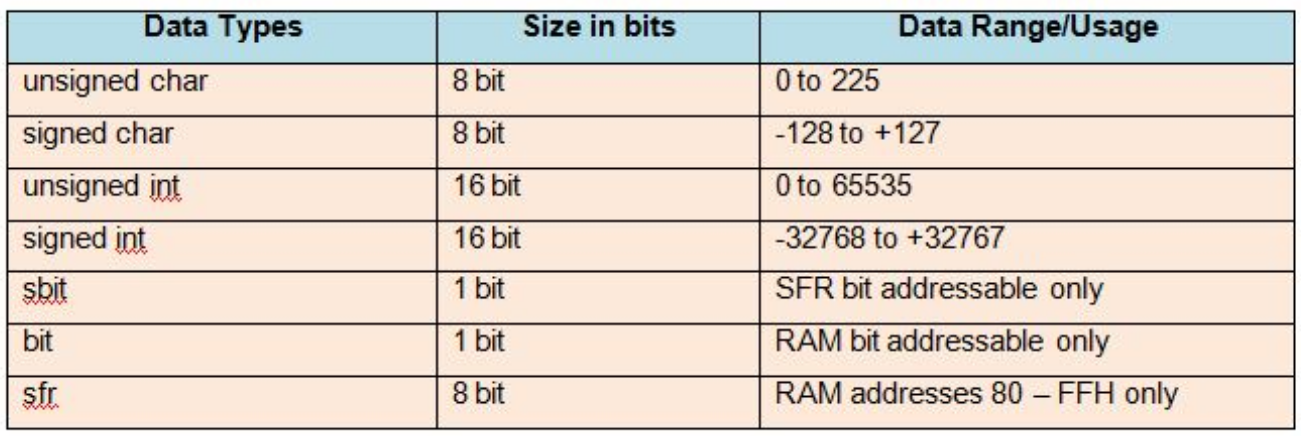 Data Types Size in bits Data Range/Usage
unsigned char 8 bit 0 to 225
signed char 8 bit -128 to +127
unsigned int 16 bit 0 to 65535
signed int 16 bit -32768 to +32767
sbit 1 bit SFR bit addressable only
bit 1 bit RAM bit addressable only
sfr 8 bit RAM addresses 80 – FFH only